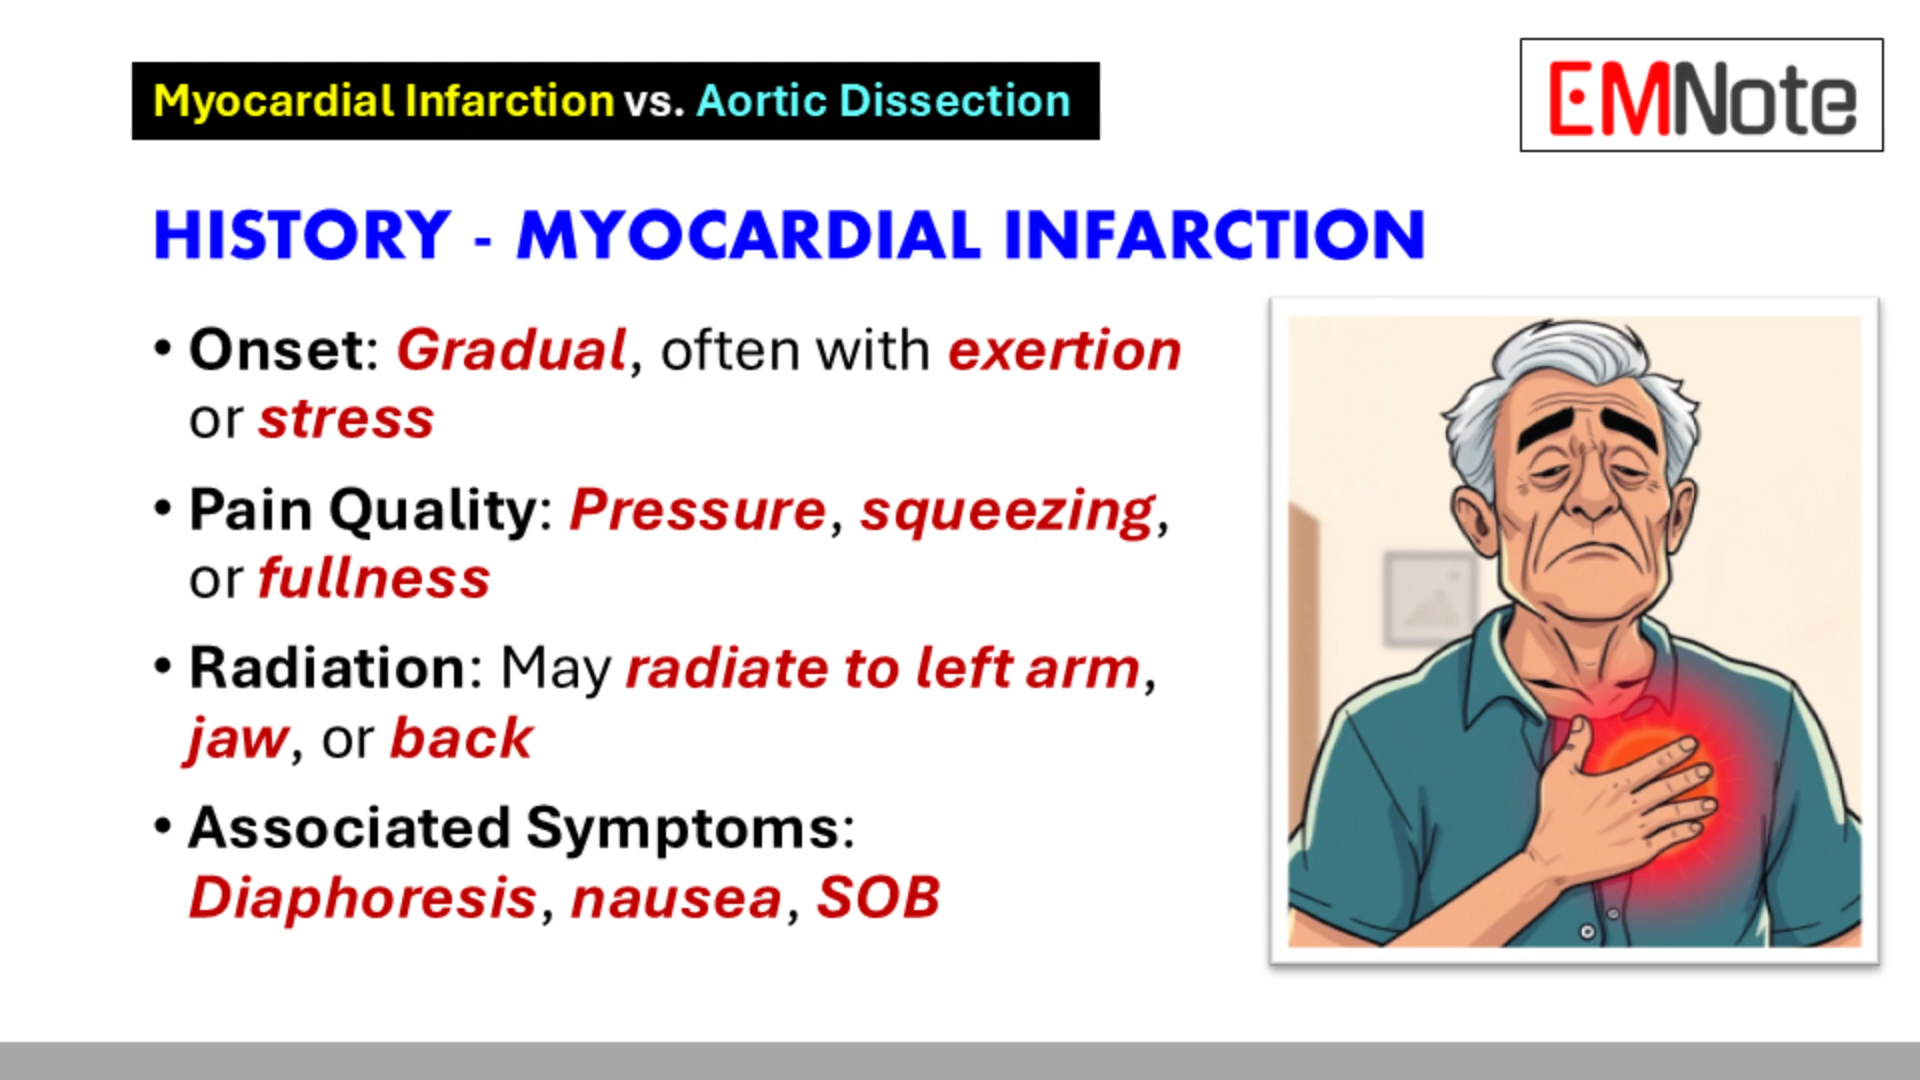 Myocardial Infarction vs. Aortic Dissection
EMNote
HISTORY - MYOCARDIAL INFARCTION
• Onset: Gradual, often with exertion
or stress
• Pain Quality: Pressure, squeezing,
or fullness
• Radiation: May radiate to left arm,
jaw, or back
• Associated Symptoms:
Diaphoresis, nausea, SOB